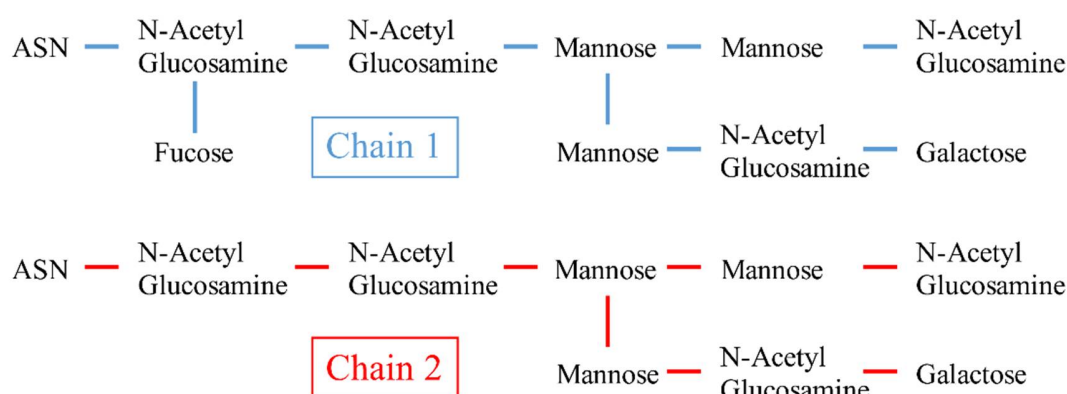 ASN N-Acetyl Glucosamine N-Acetyl Glucosamine Mannose Mannose N-Acetyl Glucosamine
Fucose Chain 1 Mannose N-Acetyl Glucosamine Galactose
ASN N-Acetyl Glucosamine N-Acetyl Glucosamine Mannose Mannose N-Acetyl Glucosamine
Chain 2 Mannose N-Acetyl Glucosamine Galactose